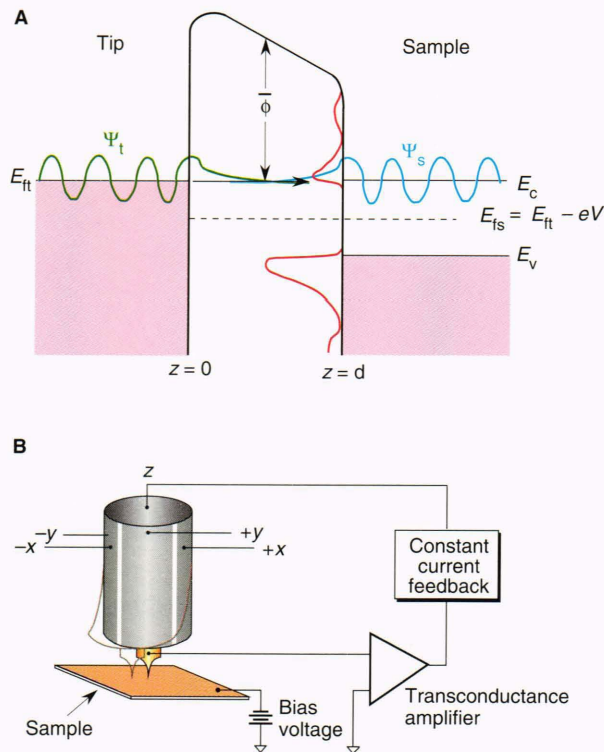 A
Tip
Sample
ϕ̄
Ψt
Ψs
Eft
Ec
Efs = Eft − eV
Ev
z = 0
z = d
B
z
−y
+y
−x
+x
Constant
current
feedback
Bias
voltage
Transconductance
amplifier
Sample